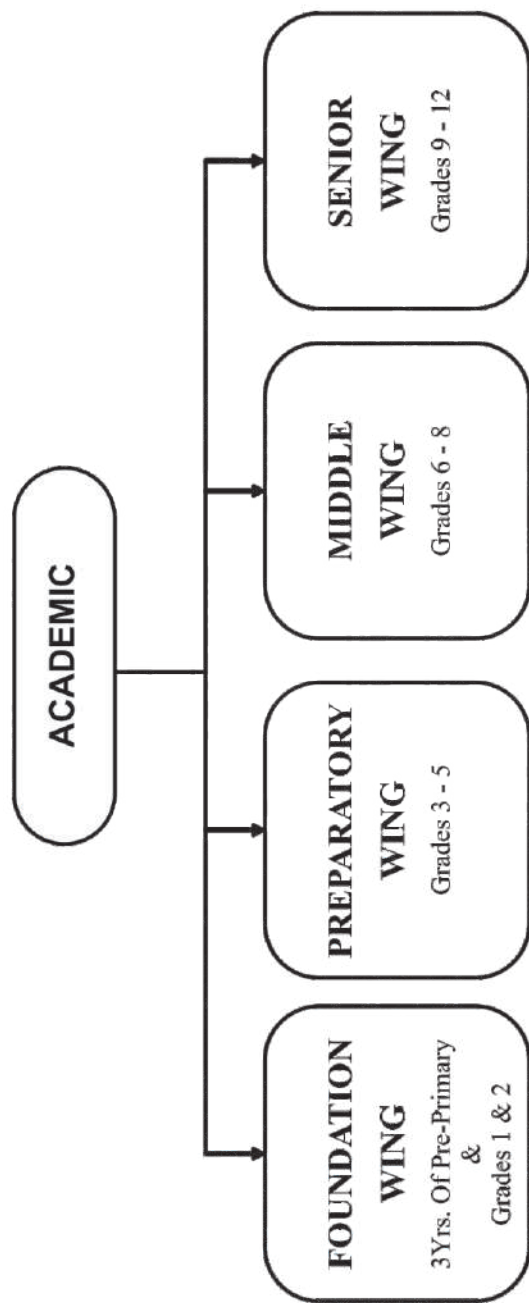 ACADEMIC
FOUNDATION
WING
3Yrs. Of Pre-Primary
&
Grades 1 & 2
PREPARATORY
WING
Grades 3 - 5
MIDDLE
WING
Grades 6 - 8
SENIOR
WING
Grades 9 - 12